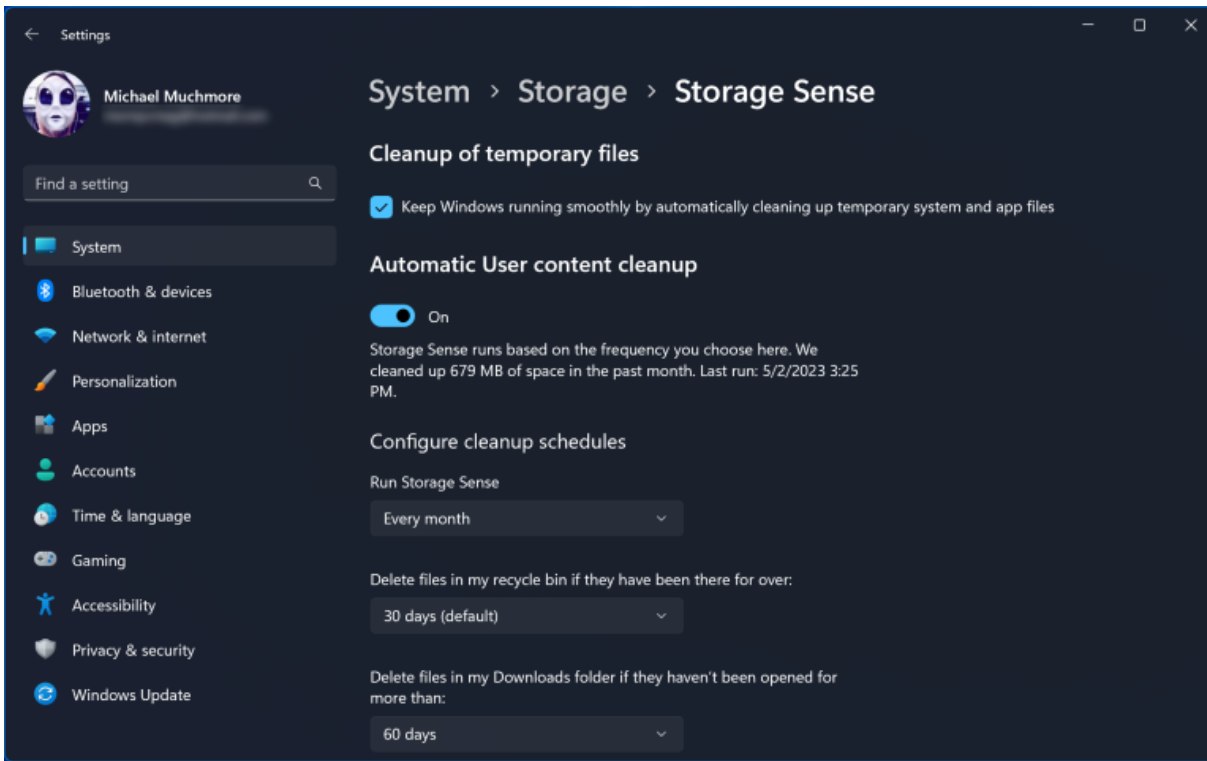 Settings
Michael Muchmore
Find a setting
System
Bluetooth & devices
Network & internet
Personalization
Apps
Accounts
Time & language
Gaming
Accessibility
Privacy & security
Windows Update
System > Storage > Storage Sense
Cleanup of temporary files
Keep Windows running smoothly by automatically cleaning up temporary system and app files
Automatic User content cleanup
On
Storage Sense runs based on the frequency you choose here. We
cleaned up 679 MB of space in the past month. Last run: 5/2/2023 3:25
PM.
Configure cleanup schedules
Run Storage Sense
Every month
Delete files in my recycle bin if they have been there for over:
30 days (default)
Delete files in my Downloads folder if they haven't been opened for
more than:
60 days